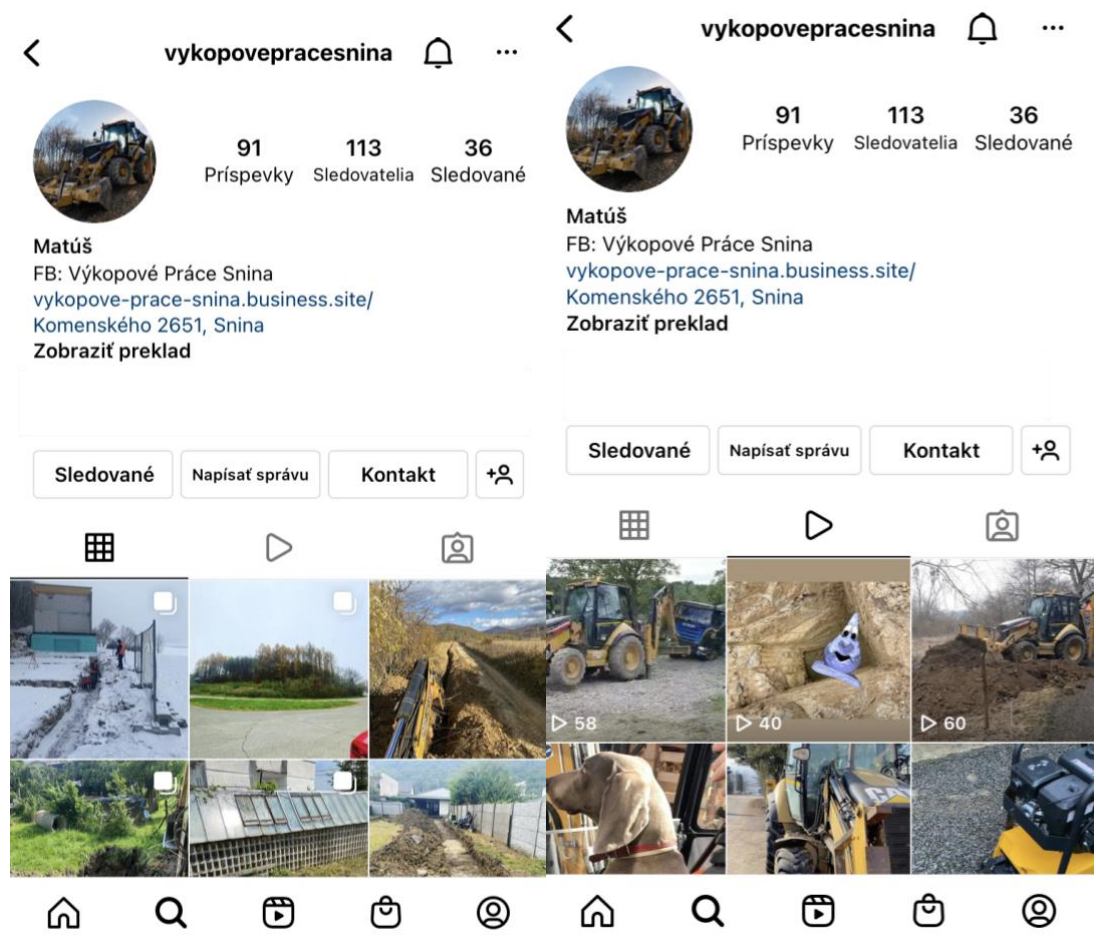 vykopovepracesnina
91 113 36
Príspevky Sledovatelia Sledované
Matúš
FB: Výkopové Práce Snina
vykopove-prace-snina.business.site/
Komenského 2651, Snina
Zobraziť preklad
Sledované Napísať správu Kontakt
vykopovepracesnina
91 113 36
Príspevky Sledovatelia Sledované
Matúš
FB: Výkopové Práce Snina
vykopove-prace-snina.business.site/
Komenského 2651, Snina
Zobraziť preklad
Sledované Napísať správu Kontakt
58 40 60
CAT